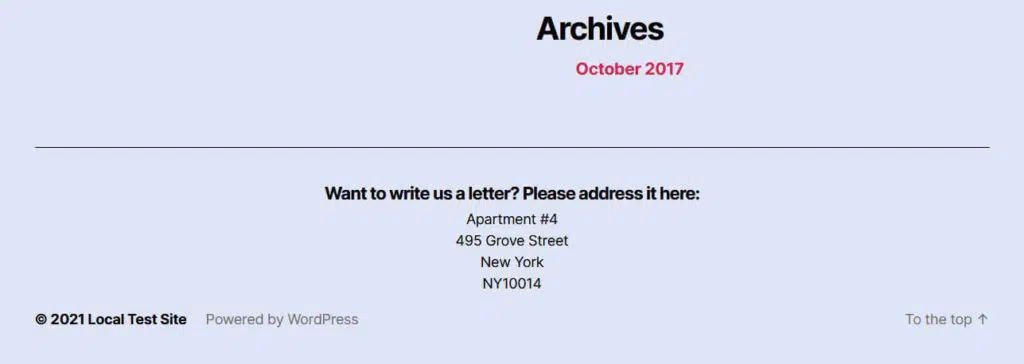 Archives
October 2017
Want to write us a letter? Please address it here:
Apartment #4
495 Grove Street
New York
NY10014
© 2021 Local Test Site Powered by WordPress To the top ↑